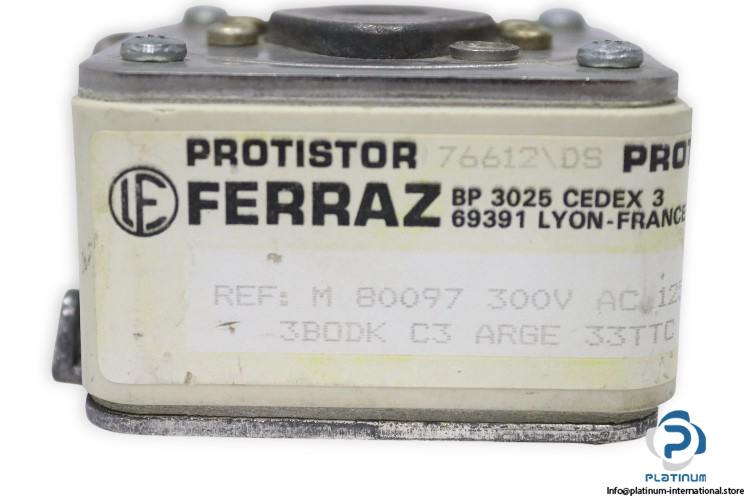 PROTISTOR 76612\DS
FERRAZ BP 3025 CEDEX 3
69391 LYON-FRANCE
REF: M 80097 300V AC
3BODK C3 ARGE 33TTC
PLATINUM
Info@platinum-international.store